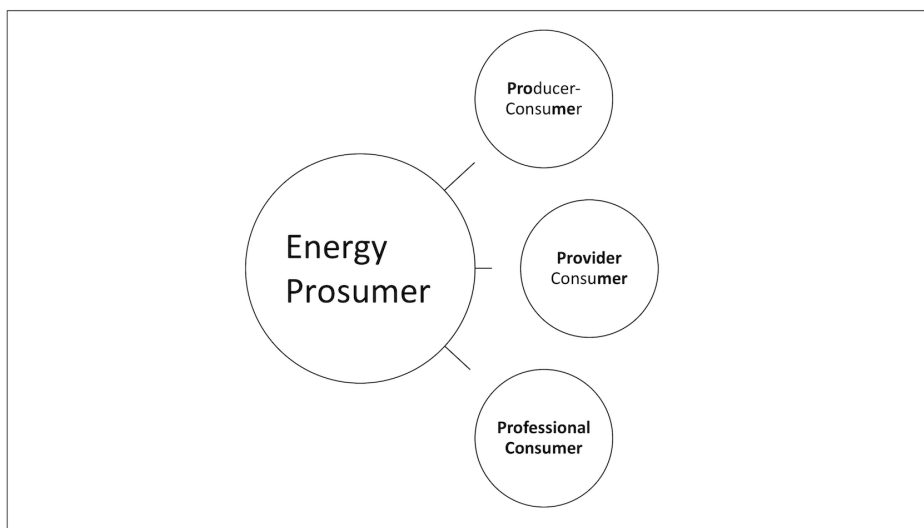 Energy
Prosumer
Producer-
Consumer
Provider
Consumer
Professional
Consumer